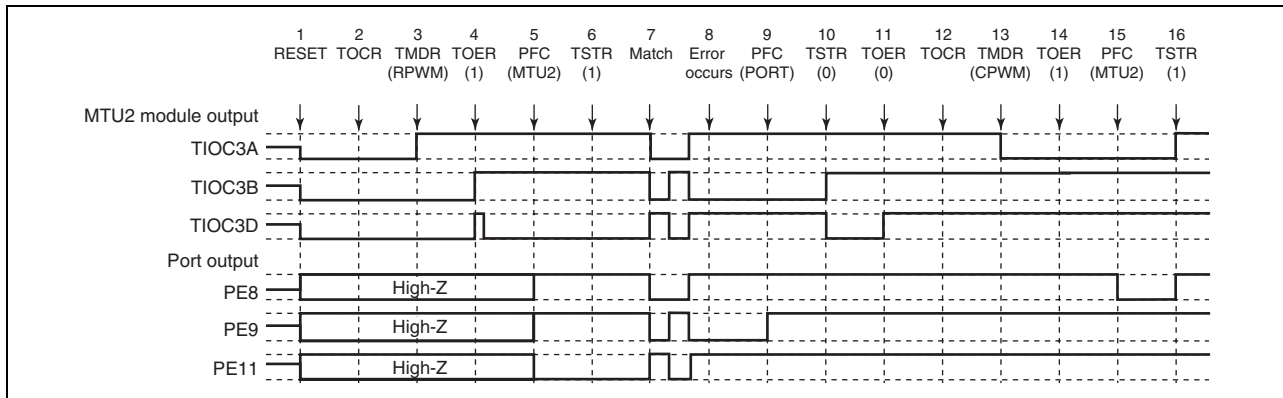 1 2 3 4 5 6 7 8 9 10 11 12 13 14 15 16
RESET TOCR TMDR TOER PFC TSTR Match Error PFC TSTR TOER TOCR TMDR TOER PFC TSTR
(RPWM) (1) (MTU2) (1) occurs (PORT) (0) (0) (CPWM) (1) (MTU2) (1)
MTU2 module output
TIOC3A
TIOC3B
TIOC3D
Port output
PE8 High-Z
PE9 High-Z
PE11 High-Z